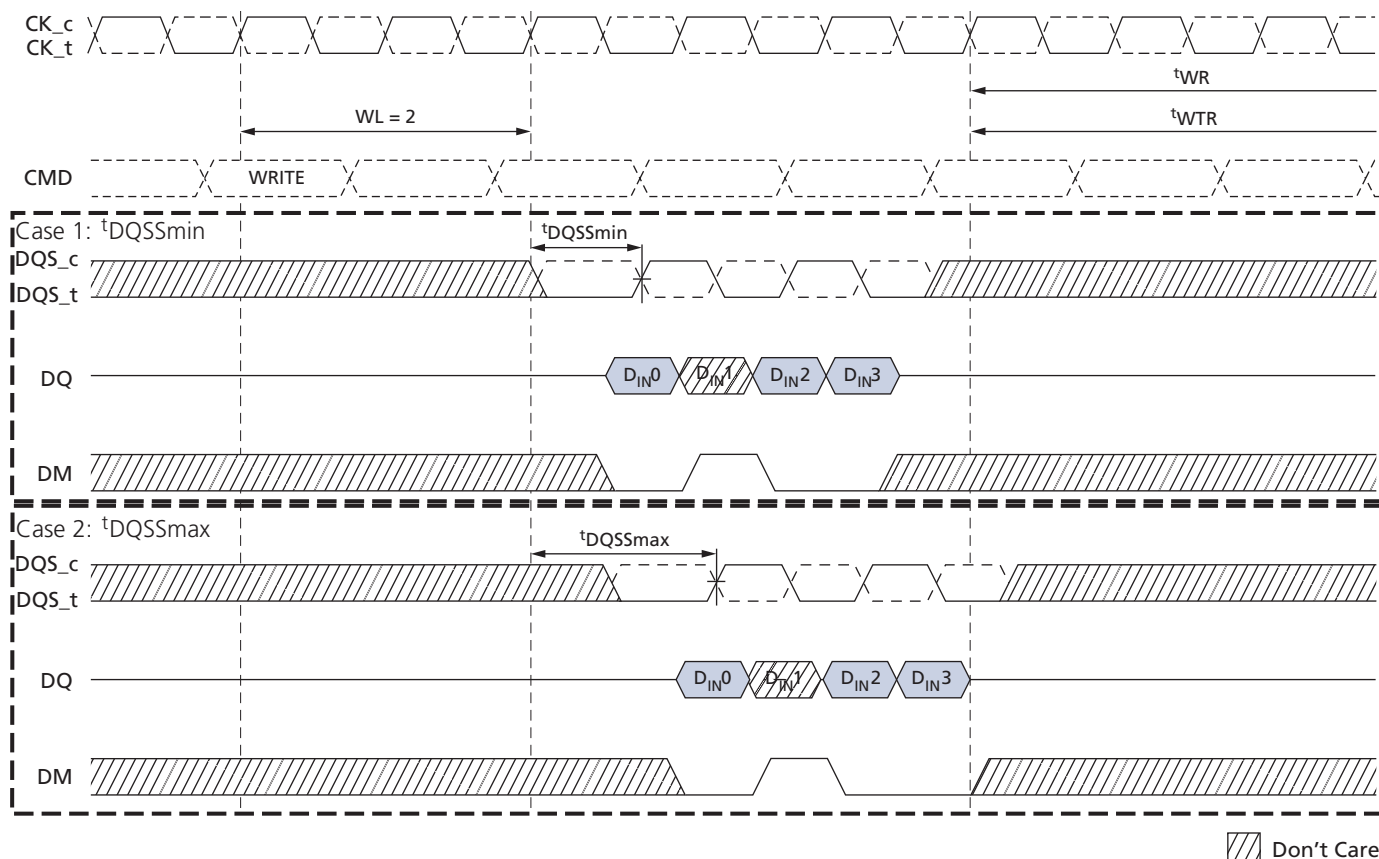 CK_c
CK_t
tWR
WL = 2
tWTR
CMD
WRITE
Case 1: tDQSSmin
tDQSSmin
DQS_c
DQS_t
DQ
DIN0
DIN1
DIN2
DIN3
DM
Case 2: tDQSSmax
tDQSSmax
DQS_c
DQS_t
DQ
DIN0
DIN1
DIN2
DIN3
DM
Don't Care